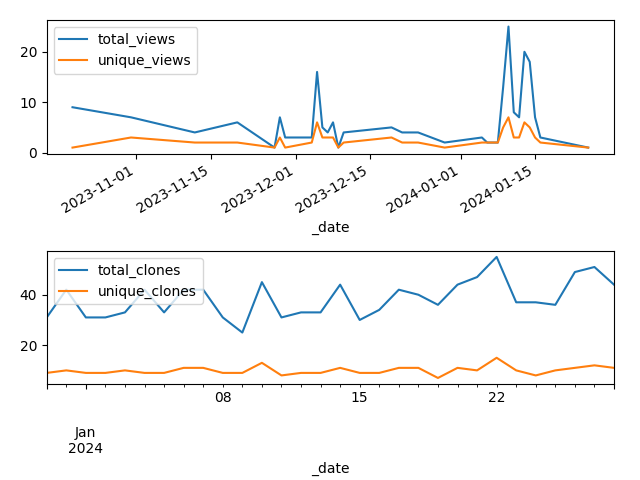 total_views
unique_views
20
10
0
2023-11-01 2023-11-15 2023-12-01 2023-12-15 2024-01-01 2024-01-15
_date
total_clones
unique_clones
40
20
08 15 22
Jan
2024
_date